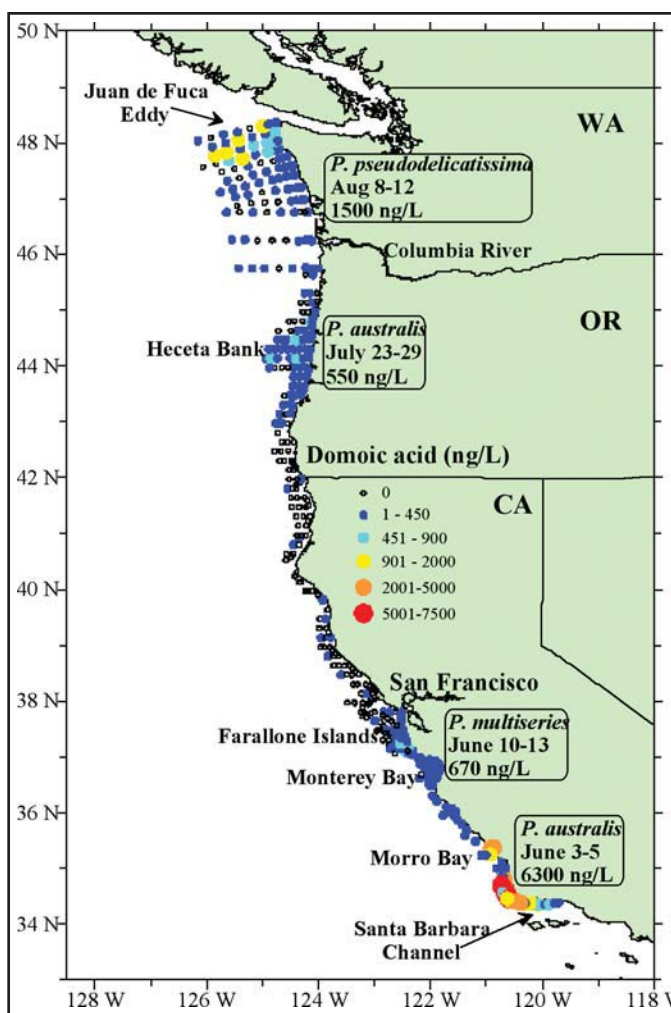 50 N
Juan de Fuca
Eddy
WA
48 N
P. pseudodelicatissima
Aug 8-12
1500 ng/L
46 N
Columbia River
P. australis
July 23-29
550 ng/L
OR
Heceta Bank
44 N
Domoic acid (ng/L)
42 N
0
1 - 450
451 - 900
901 - 2000
2001-5000
5001-7500
CA
40 N
38 N
San Francisco
P. multiseries
June 10-13
670 ng/L
Farallone Islands
Monterey Bay
36 N
P. australis
June 3-5
6300 ng/L
Morro Bay
34 N
Santa Barbara
Channel
128 W
126 W
124 W
122 W
120 W
118 W